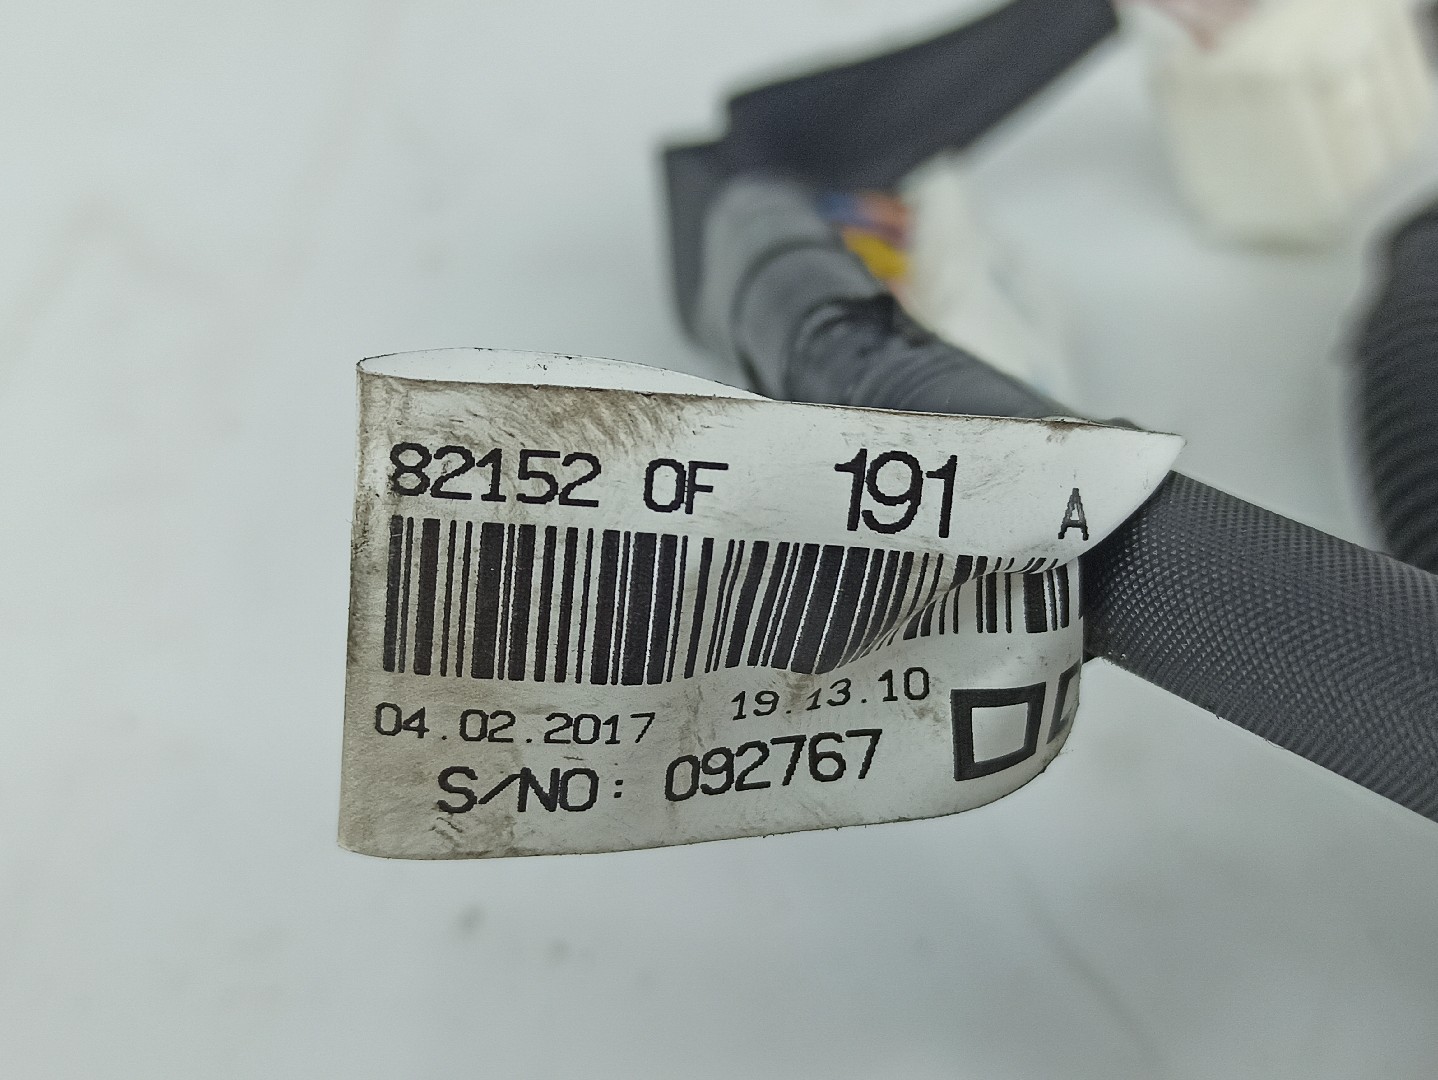 82152 0F 191 A
04.02.2017 19.13.10
S/NO: 092767